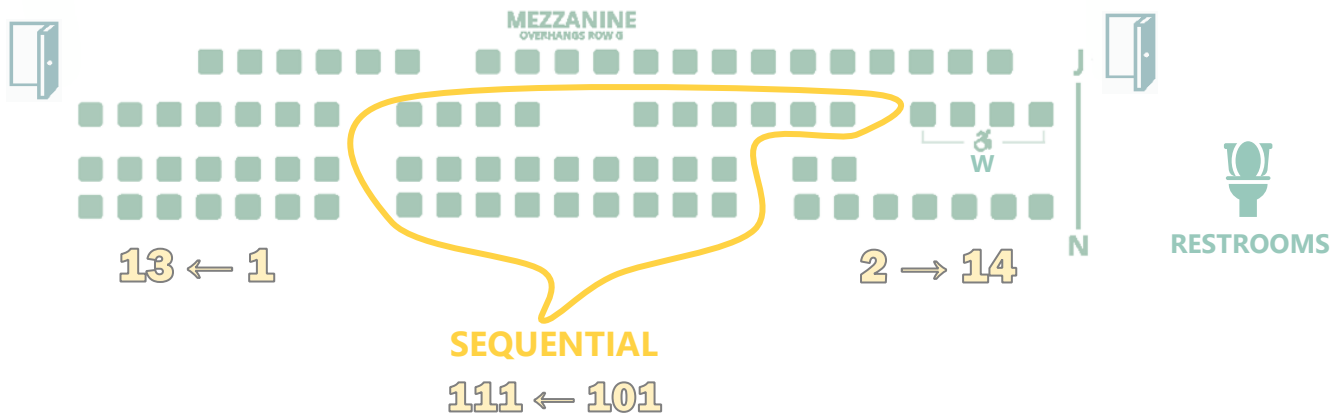 MEZZANINE
OVERHANGS ROW G
J
W
N
RESTROOMS
13 ← 1
2 → 14
SEQUENTIAL
111 ← 101